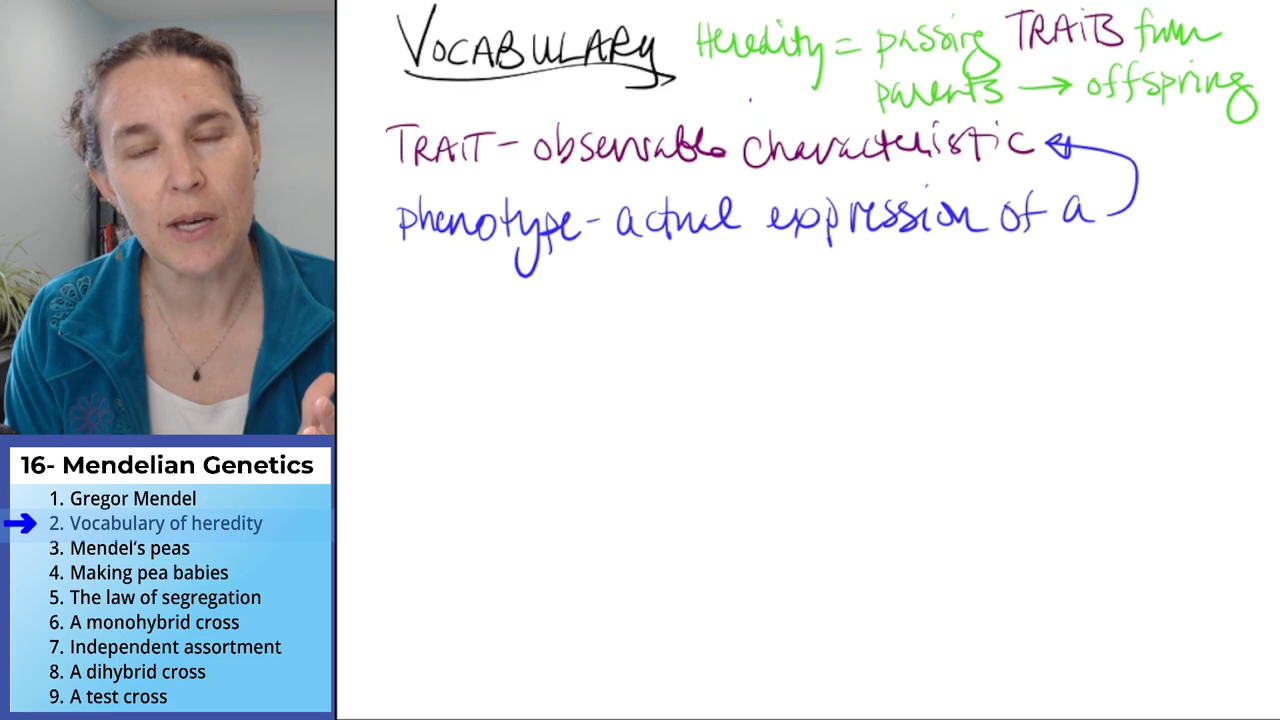 VOCABULARY
Heredity = passing TRAITS from
parents → offspring
TRAIT - observable characteristic
phenotype - actual expression of a
16- Mendelian Genetics
1. Gregor Mendel
2. Vocabulary of heredity
3. Mendel's peas
4. Making pea babies
5. The law of segregation
6. A monohybrid cross
7. Independent assortment
8. A dihybrid cross
9. A test cross